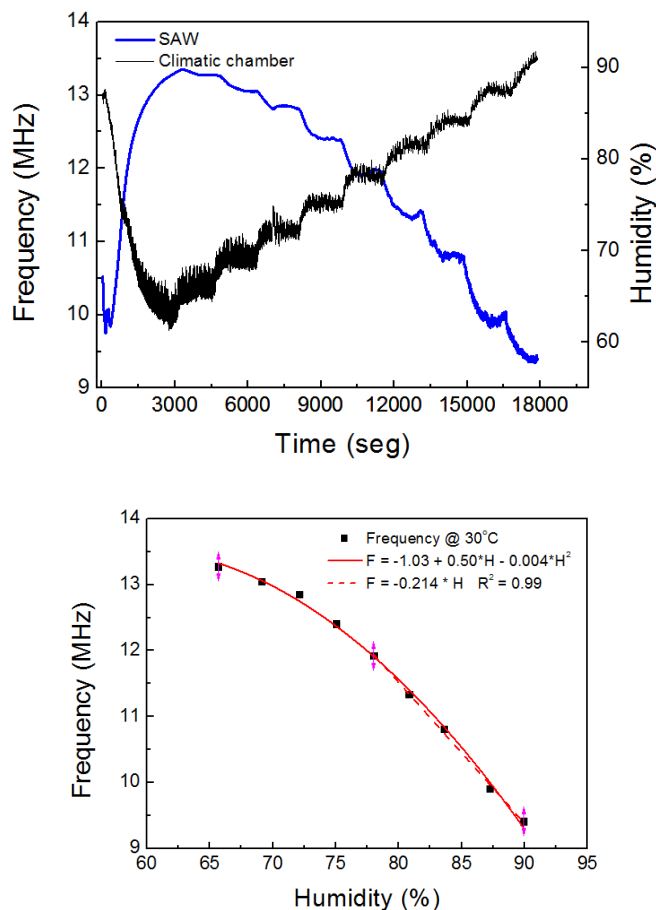 SAW
Climatic chamber
14
13
12
11
10
9
Frequency (MHz)
90
80
70
60
Humidity (%)
0 3000 6000 9000 12000 15000 18000
Time (seg)
14
13
12
11
10
9
8
Frequency (MHz)
Frequency @ 30°C
F = -1.03 + 0.50*H - 0.004*H²
F = -0.214 * H R² = 0.99
60 65 70 75 80 85 90 95
Humidity (%)